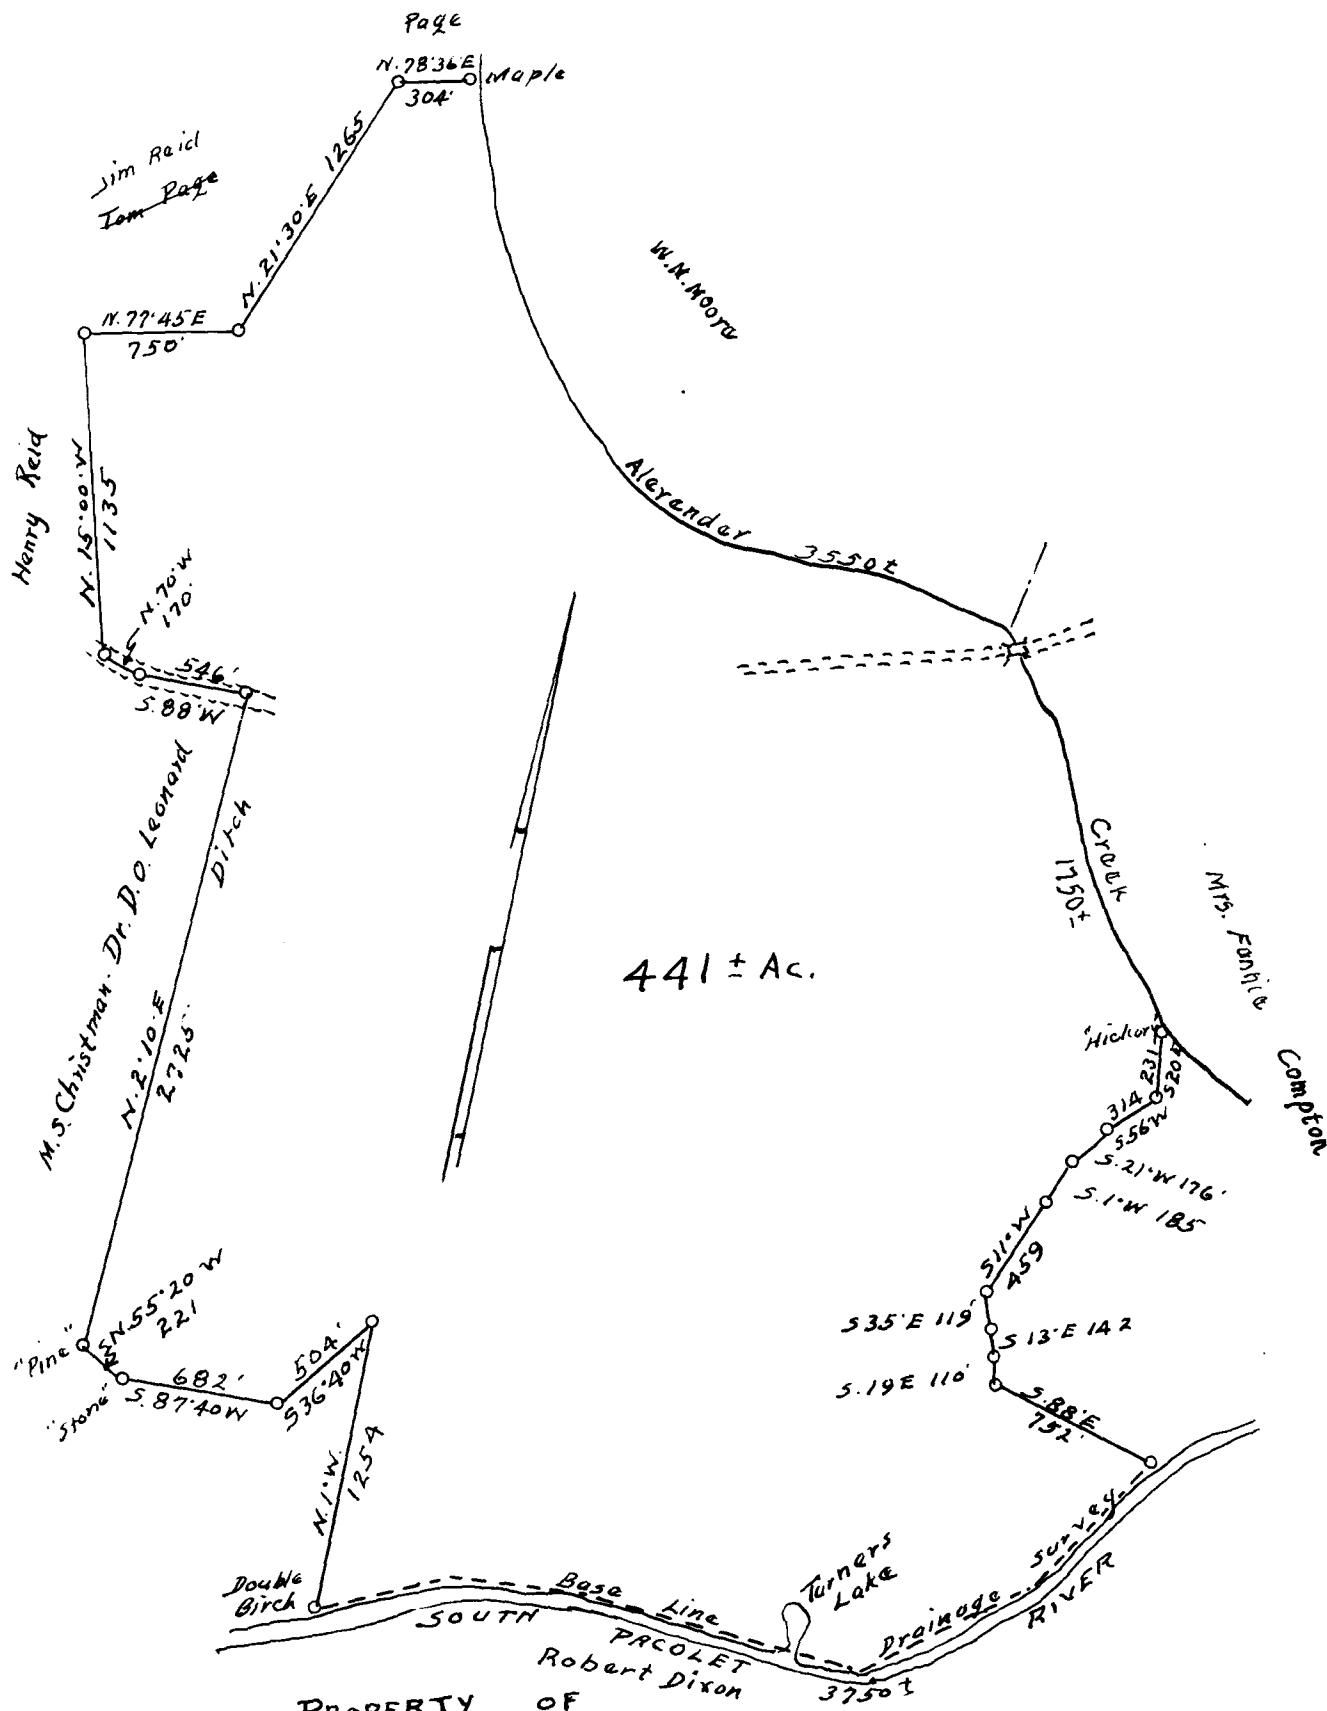 Page
N. 78°36'E
304'
Maple
Jim Reid
Tom Page
N. 21°30'E 1265
W.N. Moore
N. 77°45'E
750'
Henry Reid
N. 15°00'W
1135
Alexander
3550±
N. 70°W
170'
546'
S. 88°W
M.S. Christman - Dr. D.O. Leonard
Ditch
N. 2°10'E
2725'
Creek
1750±
Mrs. Fannie
Compton
441 ± Ac.
"Hickory"
231
S20E
314
S56W
S. 21°W 176'
S. 1°W 185
S11°W
459
S35°E 119'
S 13°E 142
S. 19E 110'
S. 88°E
752'
N. 55°20'W
221
"Pine"
"Stone"
682'
S. 87°40W
504'
S36°40W
N. 1°W.
1254
Double
Birch
Base Line
Turners
Lake
Drainage Survey
SOUTH PACOLET RIVER
Robert Dixon
3750±
PROPERTY OF